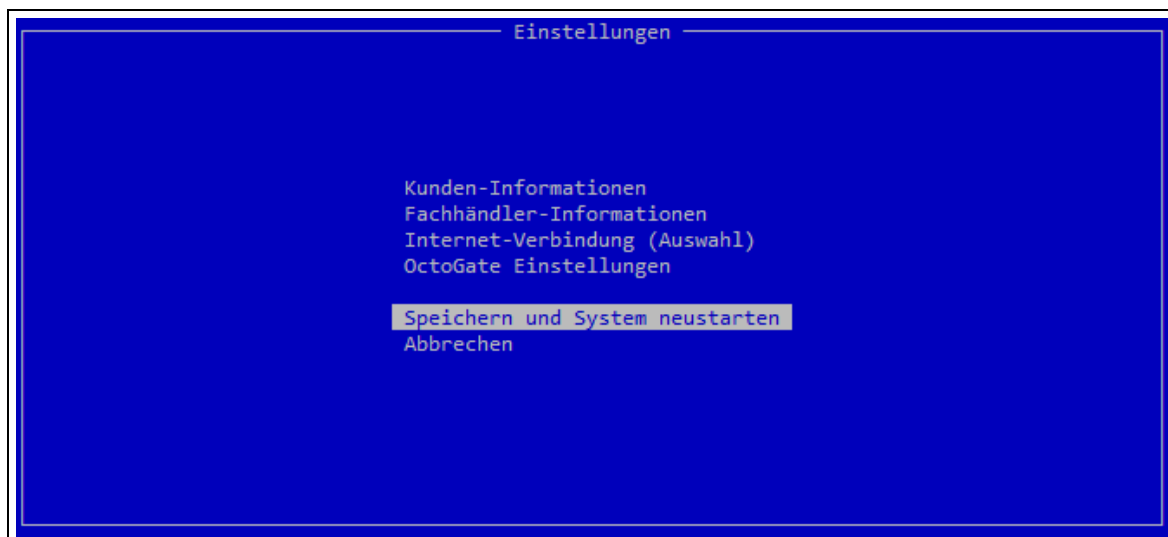 Einstellungen
Kunden-Informationen
Fachhändler-Informationen
Internet-Verbindung (Auswahl)
OctoGate Einstellungen
Speichern und System neustarten
Abbrechen